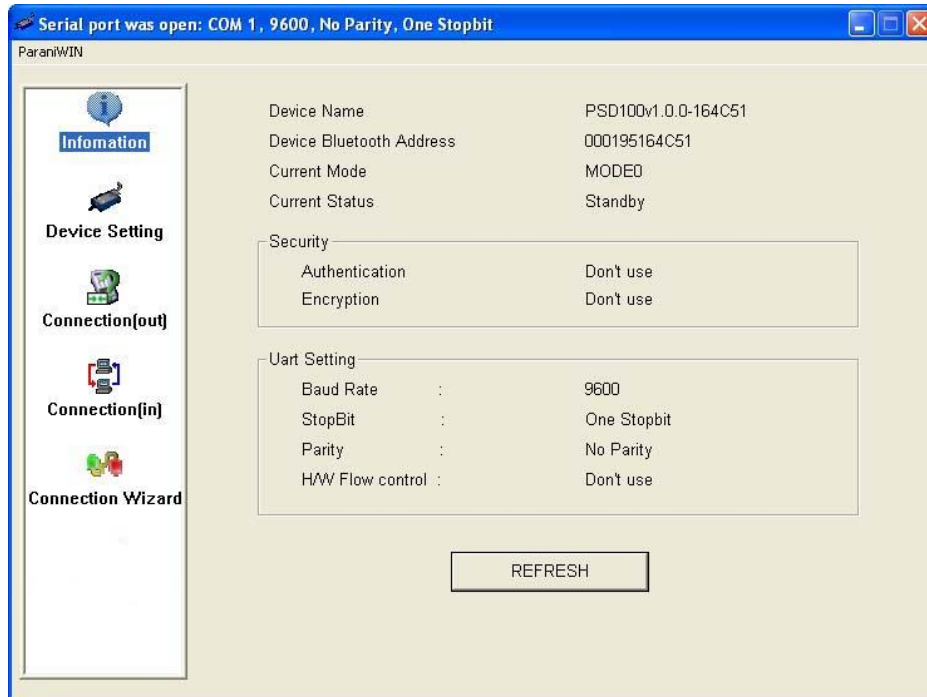 Serial port was open: COM 1, 9600, No Parity, One Stopbit
ParaniWIN
Infomation
Device Setting
Connection(out)
Connection(in)
Connection Wizard
Device Name PSD100v1.0.0-164C51
Device Bluetooth Address 000195164C51
Current Mode MODE0
Current Status Standby
Security
Authentication Don't use
Encryption Don't use
Uart Setting
Baud Rate : 9600
StopBit : One Stopbit
Parity : No Parity
H/W Flow control : Don't use
REFRESH